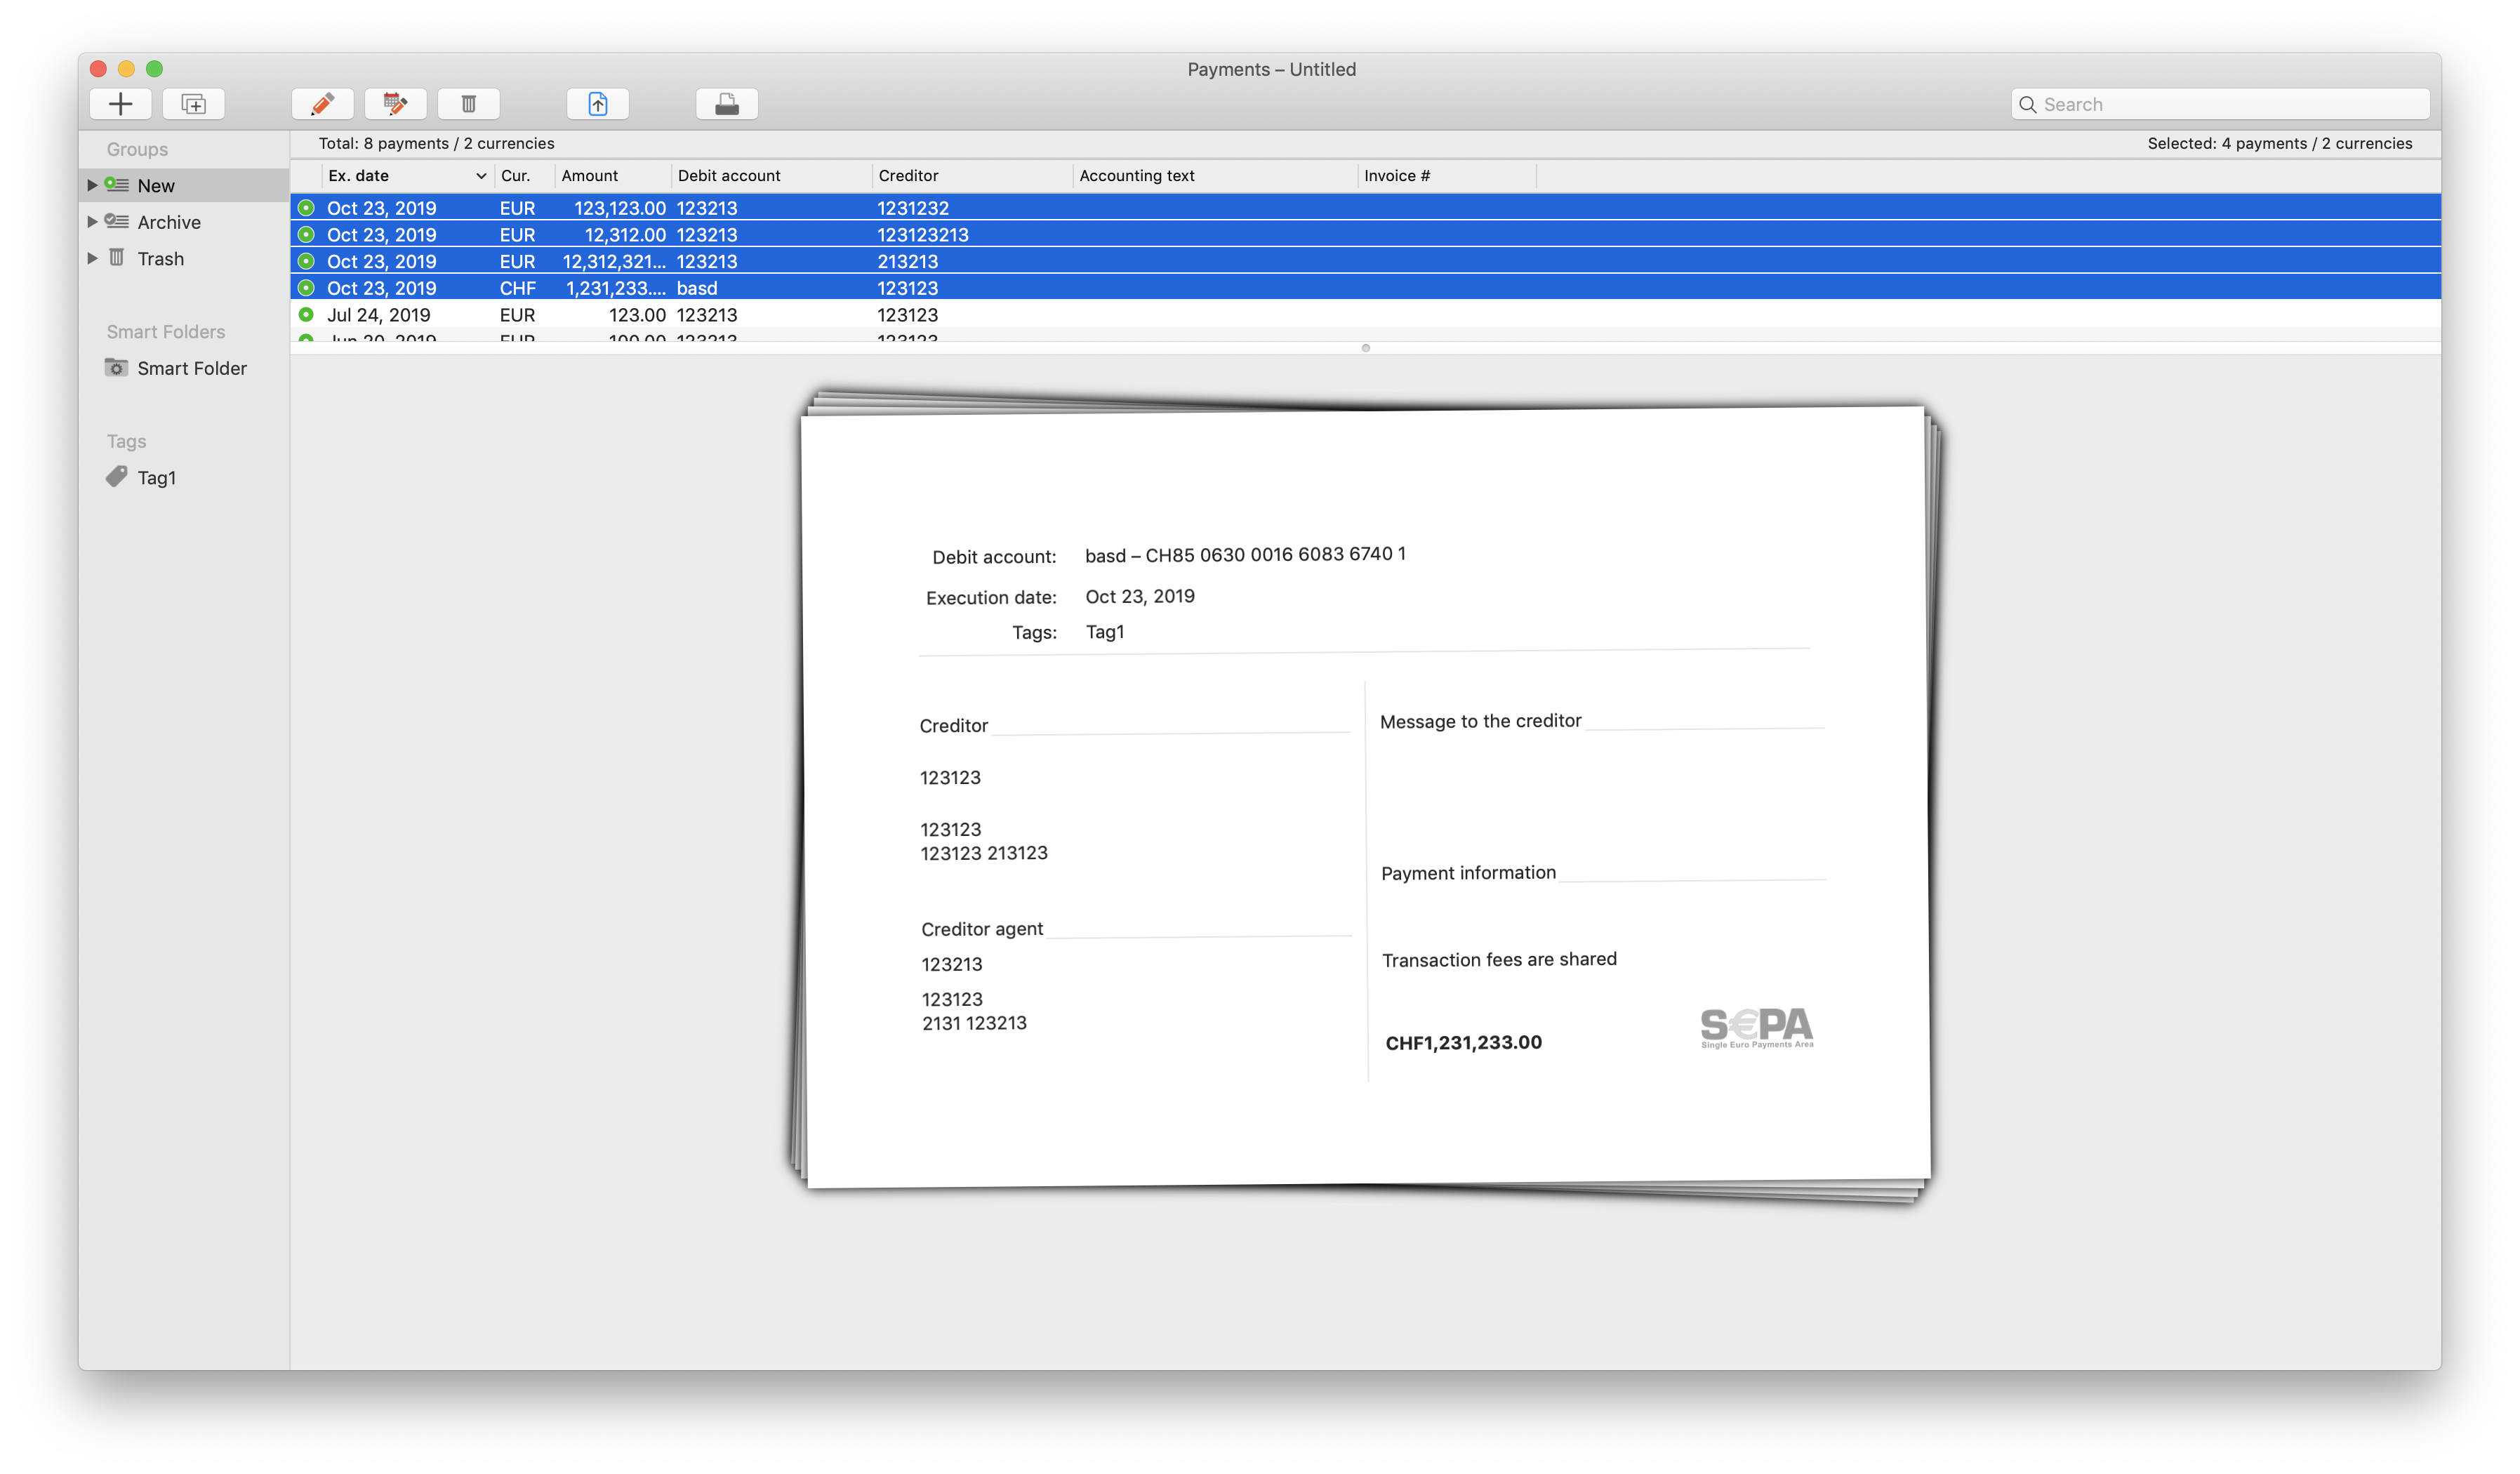 Payments – Untitled
Search
Groups
New
Archive
Trash
Smart Folders
Smart Folder
Tags
Tag1
Total: 8 payments / 2 currencies
Selected: 4 payments / 2 currencies
Ex. date Cur. Amount Debit account Creditor Accounting text Invoice #
Oct 23, 2019 EUR 123,123.00 123213 1231232
Oct 23, 2019 EUR 12,312.00 123213 123123213
Oct 23, 2019 EUR 12,312,321... 123213 213213
Oct 23, 2019 CHF 1,231,233.... basd 123123
Jul 24, 2019 EUR 123.00 123213 123123
EUR 100.00 123213 123123
Debit account: basd – CH85 0630 0016 6083 6740 1
Execution date: Oct 23, 2019
Tags: Tag1
Creditor
123123
123123
123123 213123
Creditor agent
123213
123123
2131 123213
Message to the creditor
Payment information
Transaction fees are shared
CHF1,231,233.00
S€PA
Single Euro Payments Area